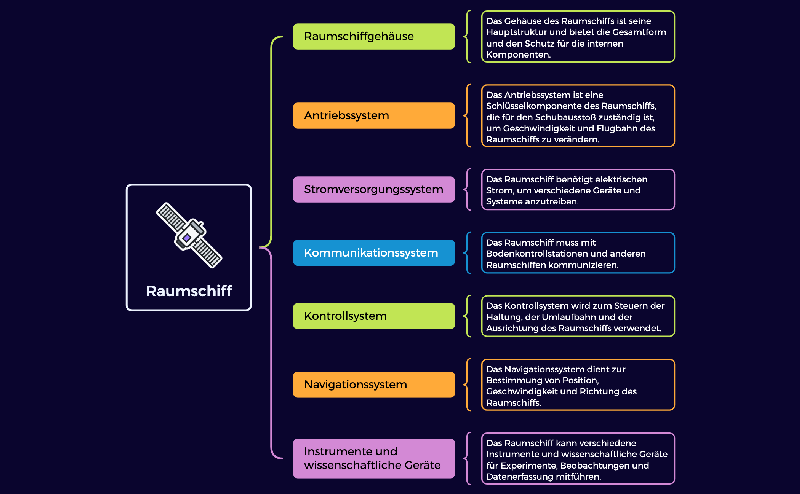 Raumschiff
Raumschiffgehäuse
Das Gehäuse des Raumschiffs ist seine
Hauptstruktur und bietet die Gesamtform
und den Schutz für die internen
Komponenten.
Antriebssystem
Das Antriebssystem ist eine
Schlüsselkomponente des Raumschiffs,
die für den Schubausstoß zuständig ist,
um Geschwindigkeit und Flugbahn des
Raumschiffs zu verändern.
Stromversorgungssystem
Das Raumschiff benötigt elektrischen
Strom, um verschiedene Geräte und
Systeme anzutreiben
Kommunikationssystem
Das Raumschiff muss mit
Bodenkontrollstationen und anderen
Raumschiffen kommunizieren.
Kontrollsystem
Das Kontrollsystem wird zum Steuern der
Haltung, der Umlaufbahn und der
Ausrichtung des Raumschiffs verwendet.
Navigationssystem
Das Navigationssystem dient zur
Bestimmung von Position,
Geschwindigkeit und Richtung des
Raumschiffs.
Instrumente und
wissenschaftliche Geräte
Das Raumschiff kann verschiedene
Instrumente und wissenschaftliche Geräte
für Experimente, Beobachtungen und
Datenerfassung mitführen.